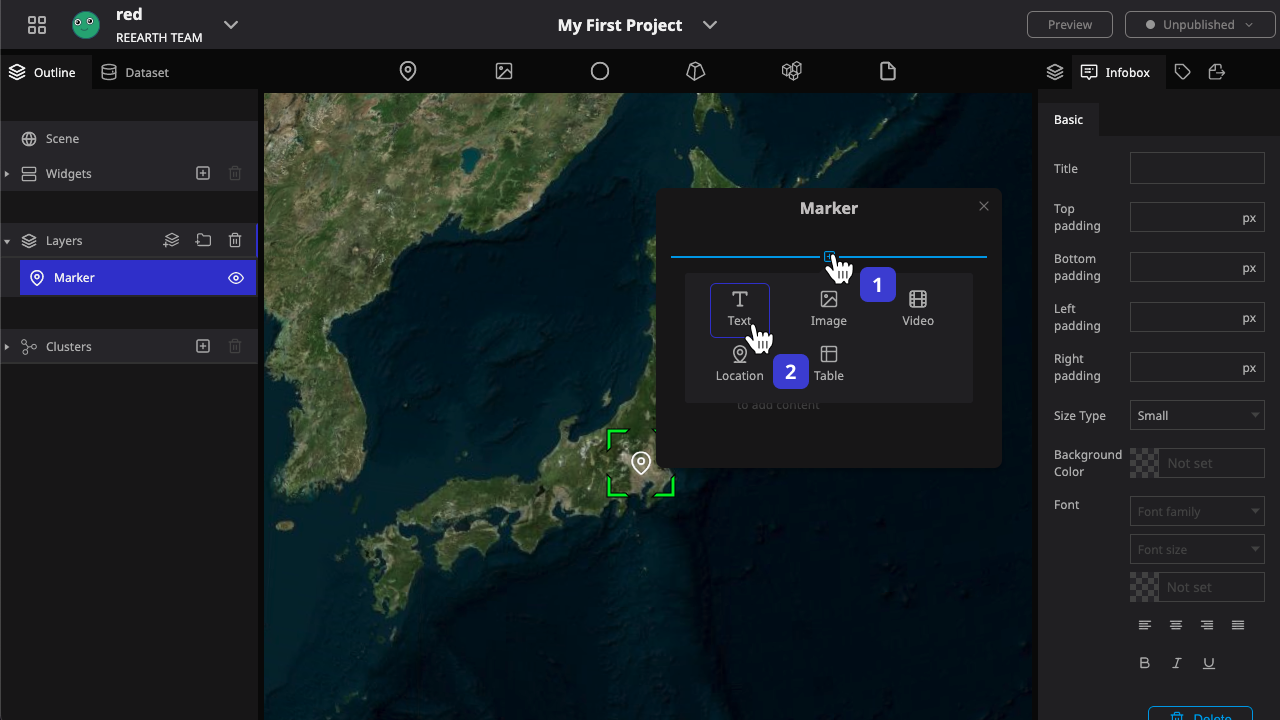 red
REEARTH TEAM
My First Project
Preview
Unpublished
Outline
Dataset
Infobox
Scene
Widgets
Layers
Marker
Clusters
Marker
1
Text
Image
Video
2
Location
Table
to add content
Basic
Title
Top
padding
px
Bottom
padding
px
Left
padding
px
Right
padding
px
Size Type
Small
Background
Color
Not set
Font
Font family
Font size
Not set
B
I
U
Delete